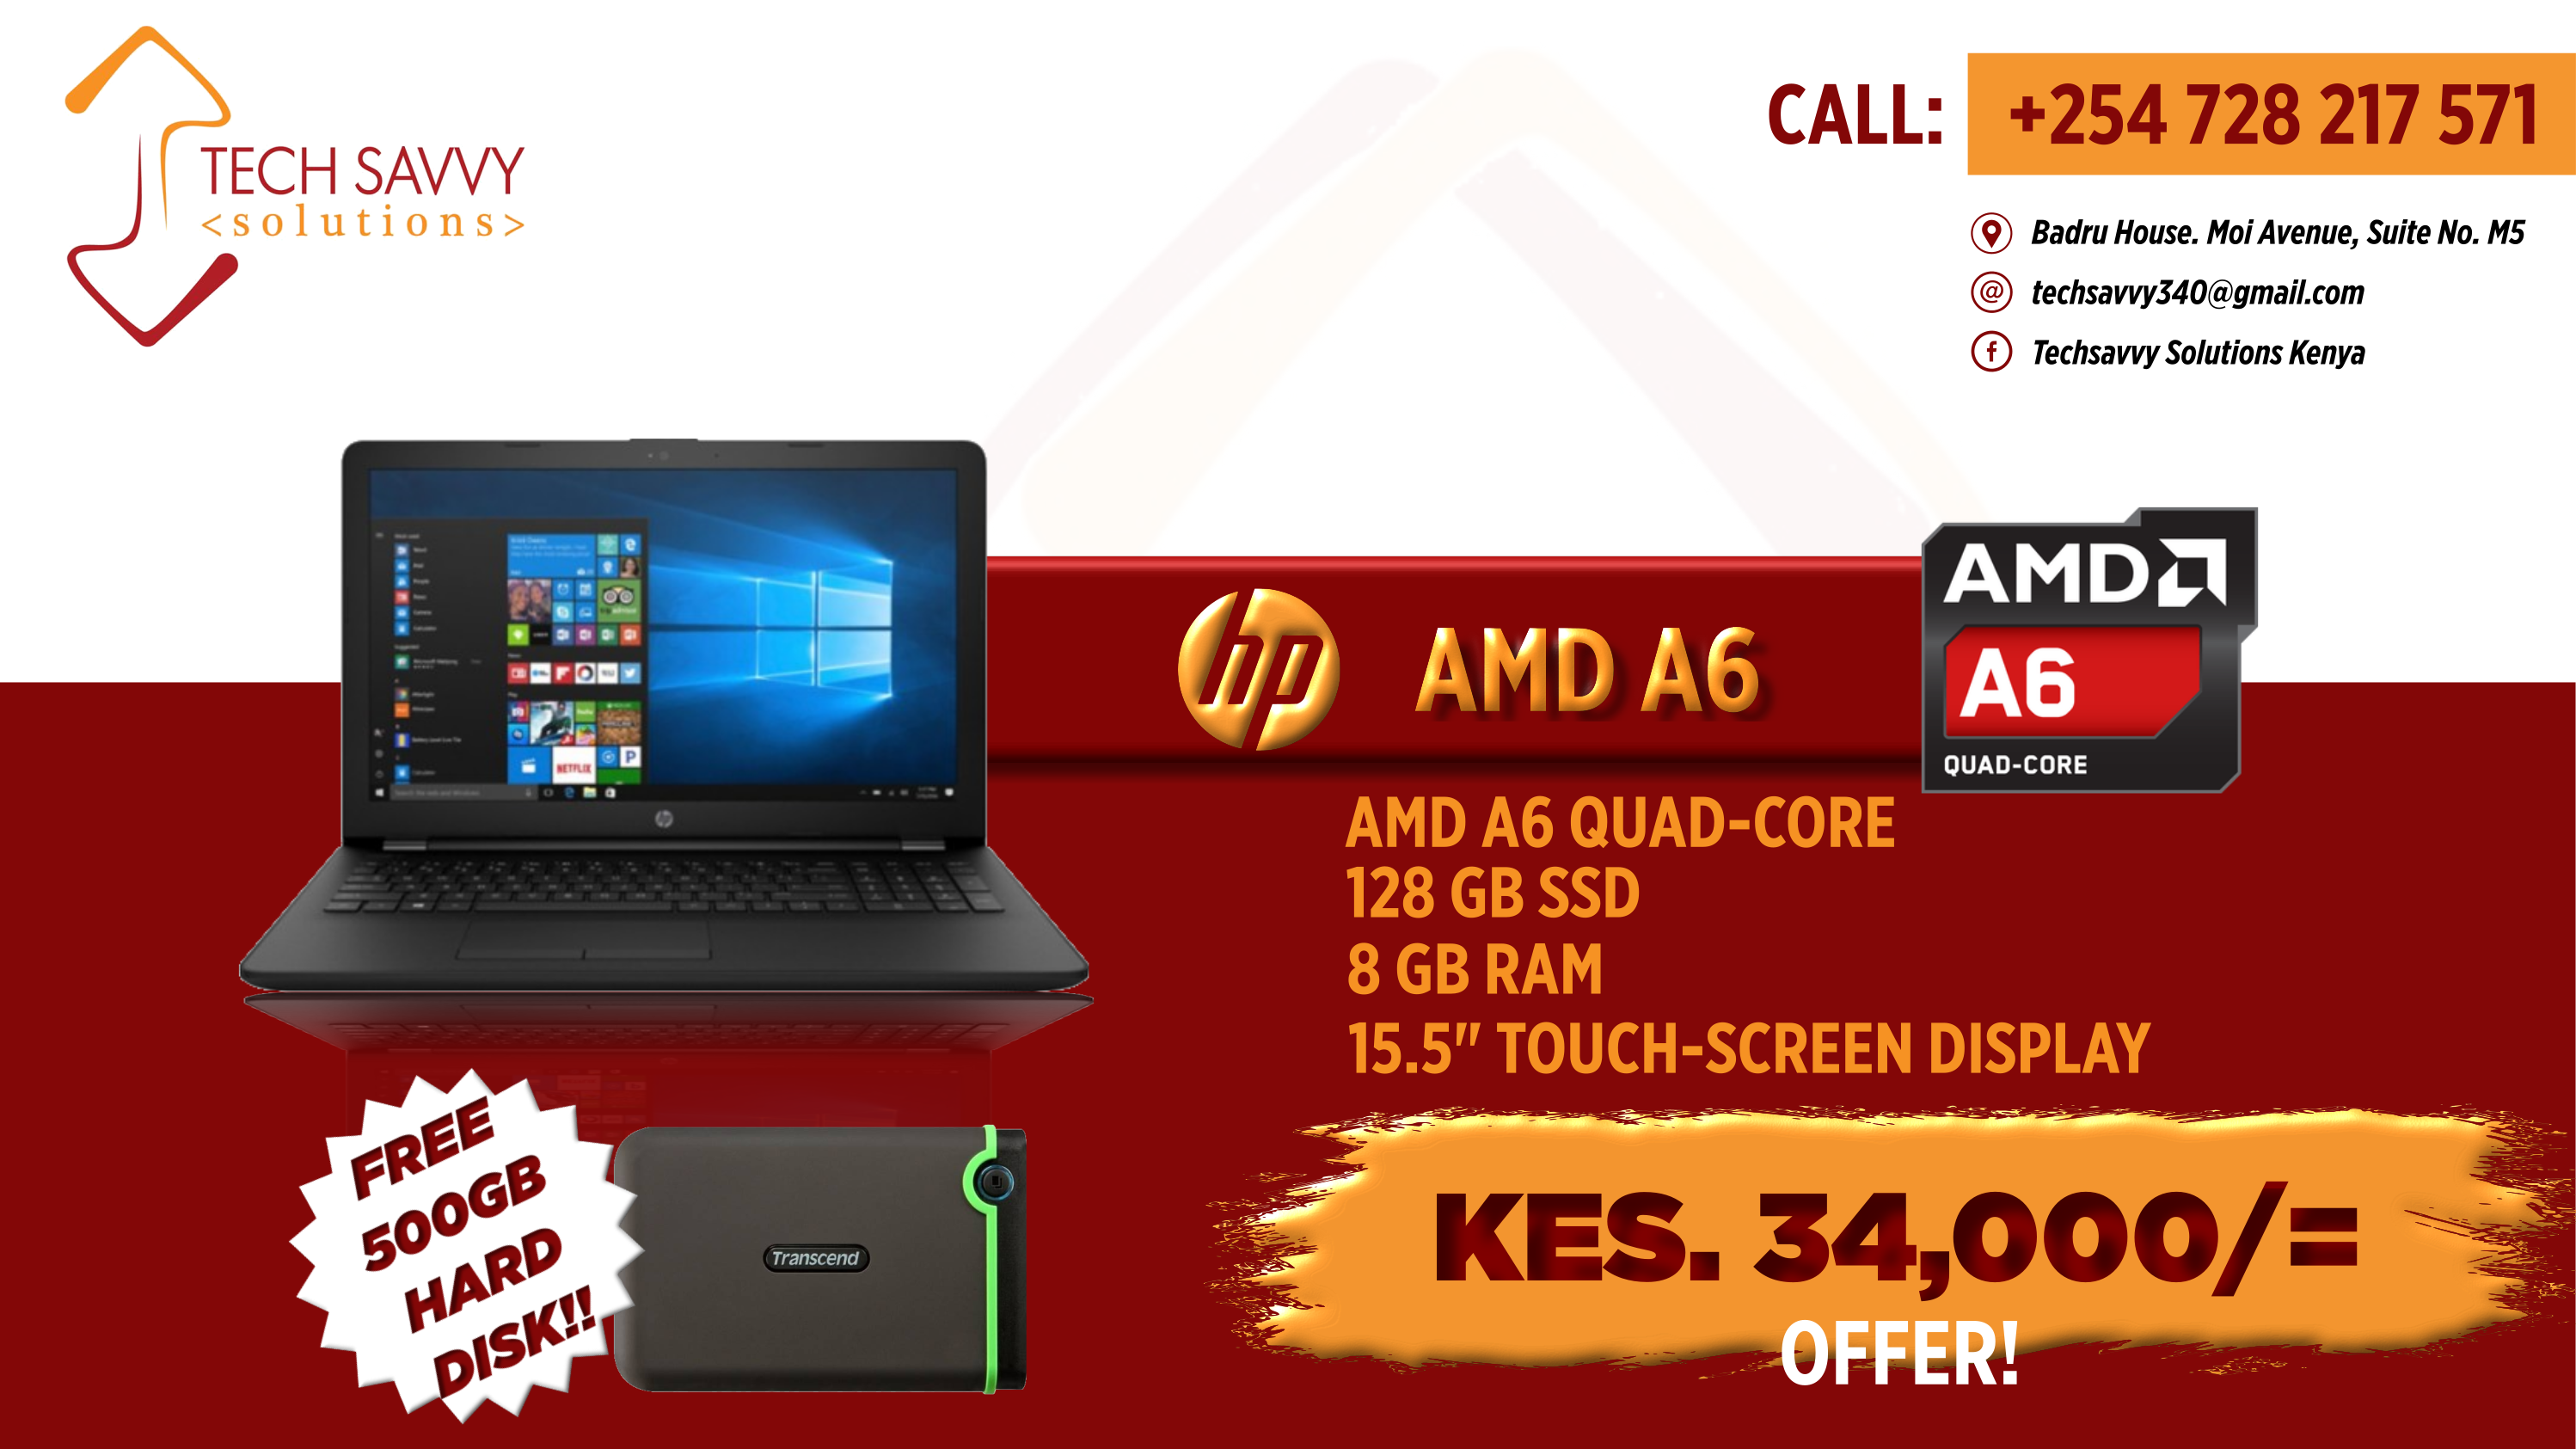 TECH SAVVY
<solutions>
CALL: +254 728 217 571
Badru House. Moi Avenue, Suite No. M5
@ techsavvy340@gmail.com
f Techsavvy Solutions Kenya
hp AMD A6
AMD
A6
QUAD-CORE
AMD A6 QUAD-CORE
128 GB SSD
8 GB RAM
15.5" TOUCH-SCREEN DISPLAY
NETFLIX
hp
FREE
500GB
HARD
DISK!!
Transcend
KES. 34,000/=
OFFER!